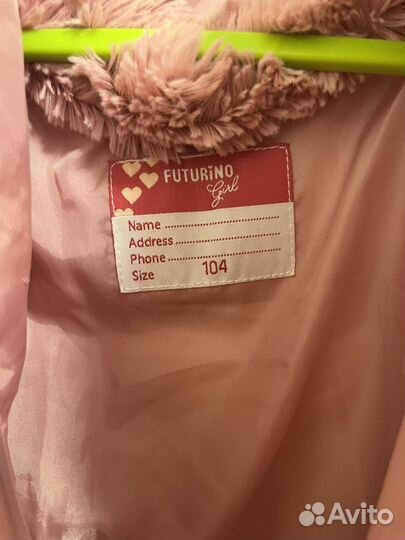 FUTURINO
Girl
Name
Address
Phone
Size 104
Avito